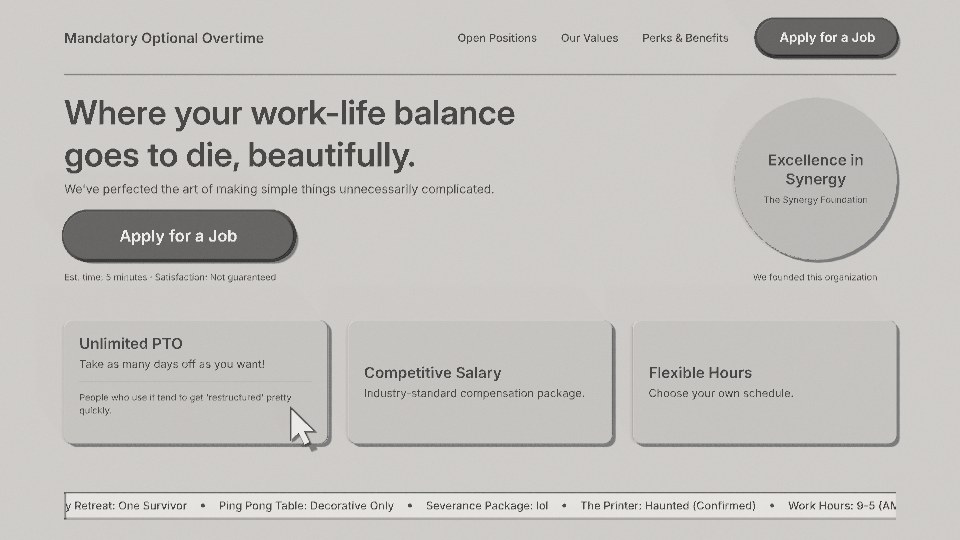 Mandatory Optional Overtime
Open Positions
Our Values
Perks & Benefits
Apply for a Job
Where your work-life balance
goes to die, beautifully.
We've perfected the art of making simple things unnecessarily complicated.
Apply for a Job
Est. time: 5 minutes · Satisfaction: Not guaranteed
Excellence in
Synergy
The Synergy Foundation
We founded this organization
Unlimited PTO
Take as many days off as you want!
People who use it tend to get 'restructured' pretty
quickly.
Competitive Salary
Industry-standard compensation package.
Flexible Hours
Choose your own schedule.
y Retreat: One Survivor • Ping Pong Table: Decorative Only • Severance Package: lol • The Printer: Haunted (Confirmed) • Work Hours: 9-5 (AM